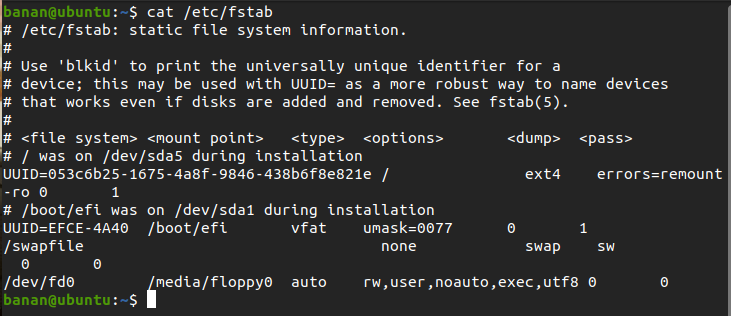 banan@ubuntu:~$ cat /etc/fstab
# /etc/fstab: static file system information.
#
# Use 'blkid' to print the universally unique identifier for a
# device; this may be used with UUID= as a more robust way to name devices
# that works even if disks are added and removed. See fstab(5).
#
# <file system> <mount point>   <type>  <options>       <dump>  <pass>
# / was on /dev/sda5 during installation
UUID=053c6b25-1675-4a8f-9846-438b6f8e821e /               ext4    errors=remount
-ro 0       1
# /boot/efi was on /dev/sda1 during installation
UUID=EFCE-4A40  /boot/efi       vfat    umask=0077      0       1
/swapfile                                 none            swap    sw
  0       0
/dev/fd0        /media/floppy0  auto    rw,user,noauto,exec,utf8 0       0
banan@ubuntu:~$